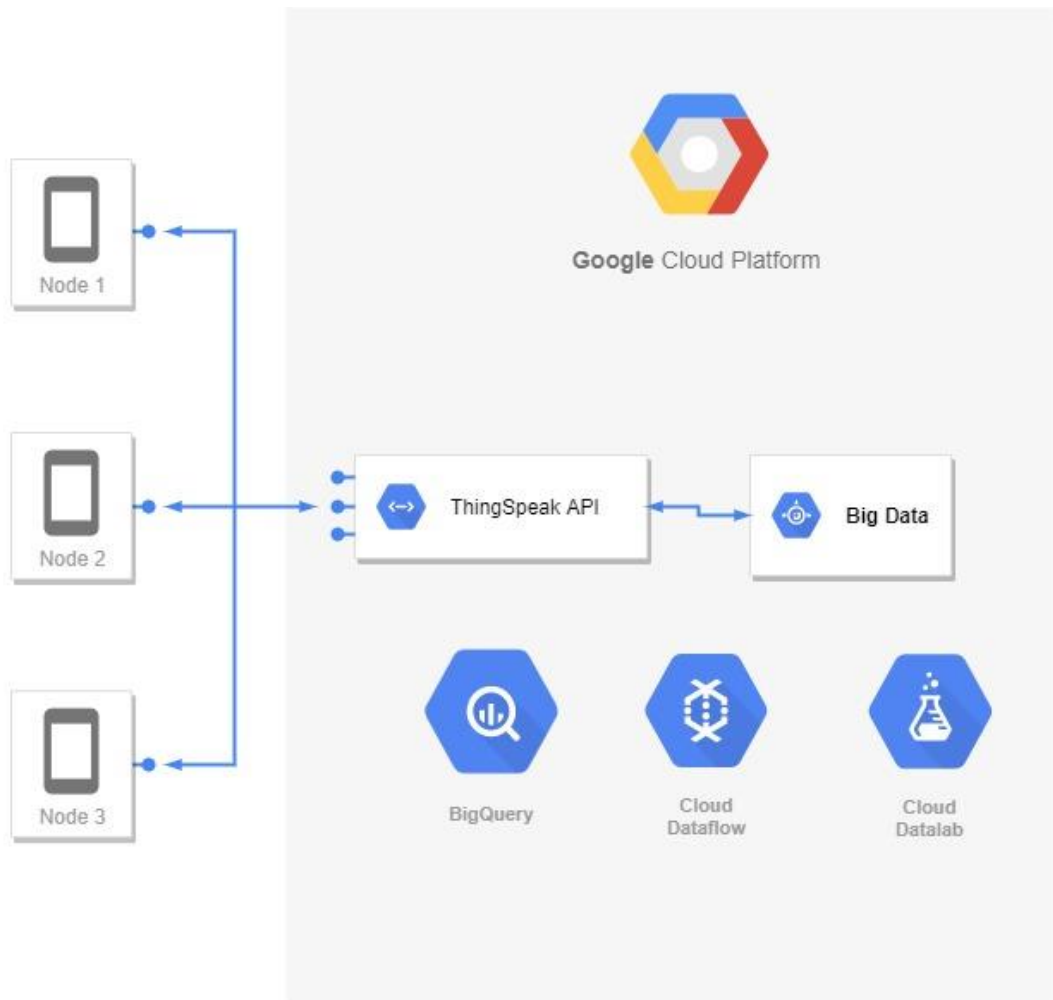 Google Cloud Platform
Node 1
Node 2
Node 3
ThingSpeak API
Big Data
BigQuery
Cloud
Dataflow
Cloud
Datalab